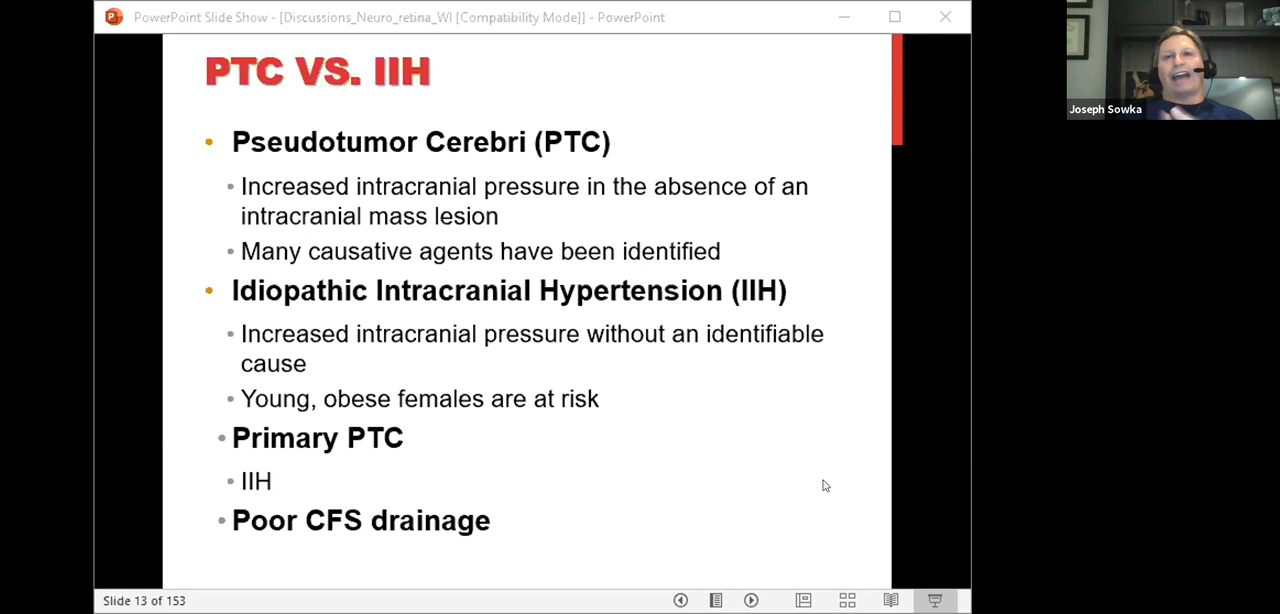 PowerPoint Slide Show - [Discussions_Neuro_retina_WI [Compatibility Mode]] - PowerPoint
PTC VS. IIH
• Pseudotumor Cerebri (PTC)
• Increased intracranial pressure in the absence of an
intracranial mass lesion
• Many causative agents have been identified
• Idiopathic Intracranial Hypertension (IIH)
• Increased intracranial pressure without an identifiable
cause
• Young, obese females are at risk
• Primary PTC
• IIH
• Poor CFS drainage
Slide 13 of 153
Joseph Sowka